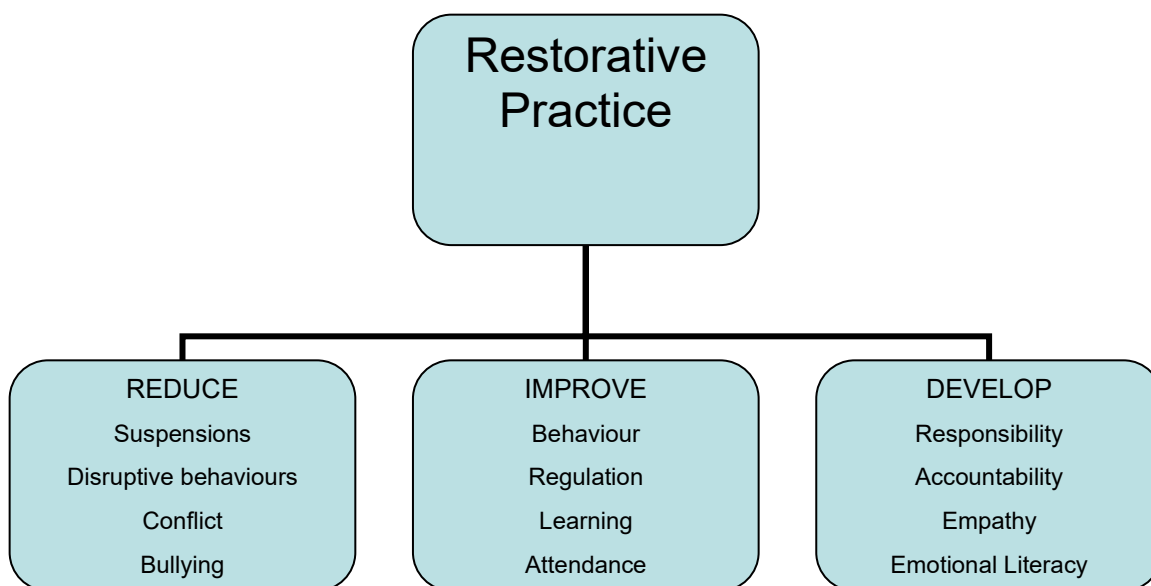 Restorative
Practice
REDUCE
Suspensions
Disruptive behaviours
Conflict
Bullying
IMPROVE
Behaviour
Regulation
Learning
Attendance
DEVELOP
Responsibility
Accountability
Empathy
Emotional Literacy